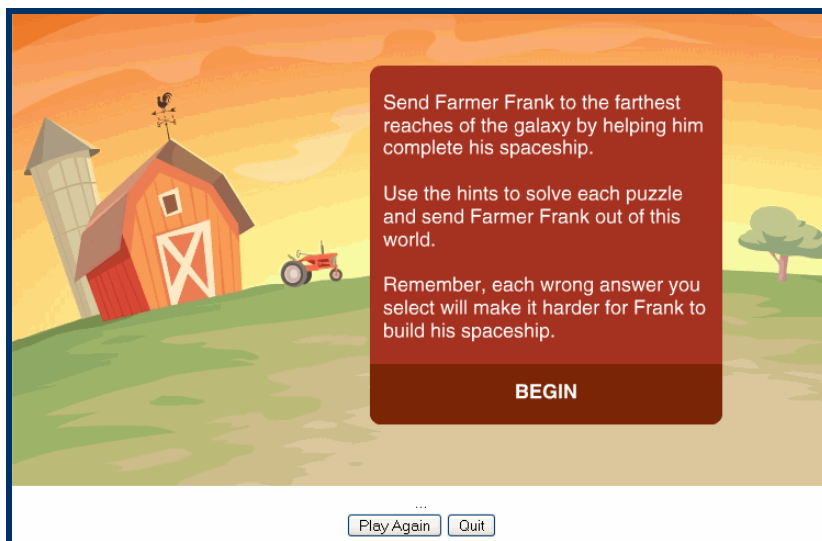 Send Farmer Frank to the farthest
reaches of the galaxy by helping him
complete his spaceship.
Use the hints to solve each puzzle
and send Farmer Frank out of this
world.
Remember, each wrong answer you
select will make it harder for Frank to
build his spaceship.
BEGIN
...
Play Again Quit